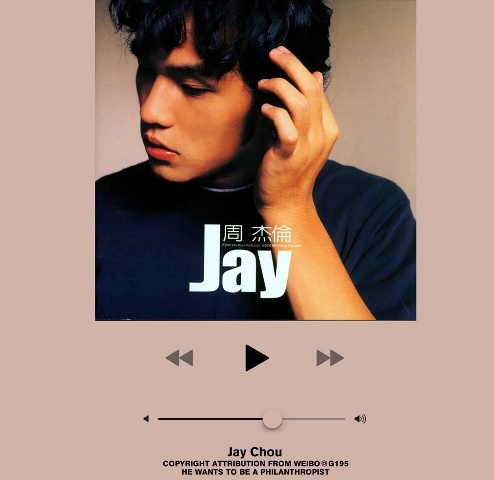 周 杰倫
Jay
Jay Chou
COPYRIGHT ATTRIBUTION FROM WEIBO@G195
HE WANTS TO BE A PHILANTHROPIST